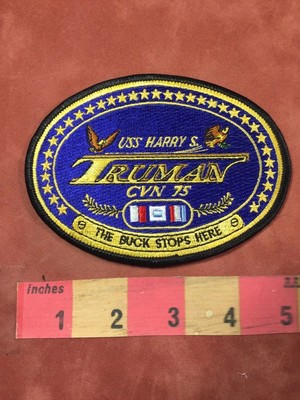 USS HARRY S.
TRUMAN
CVN 75
THE BUCK STOPS HERE
inches
1 2 3 4 5